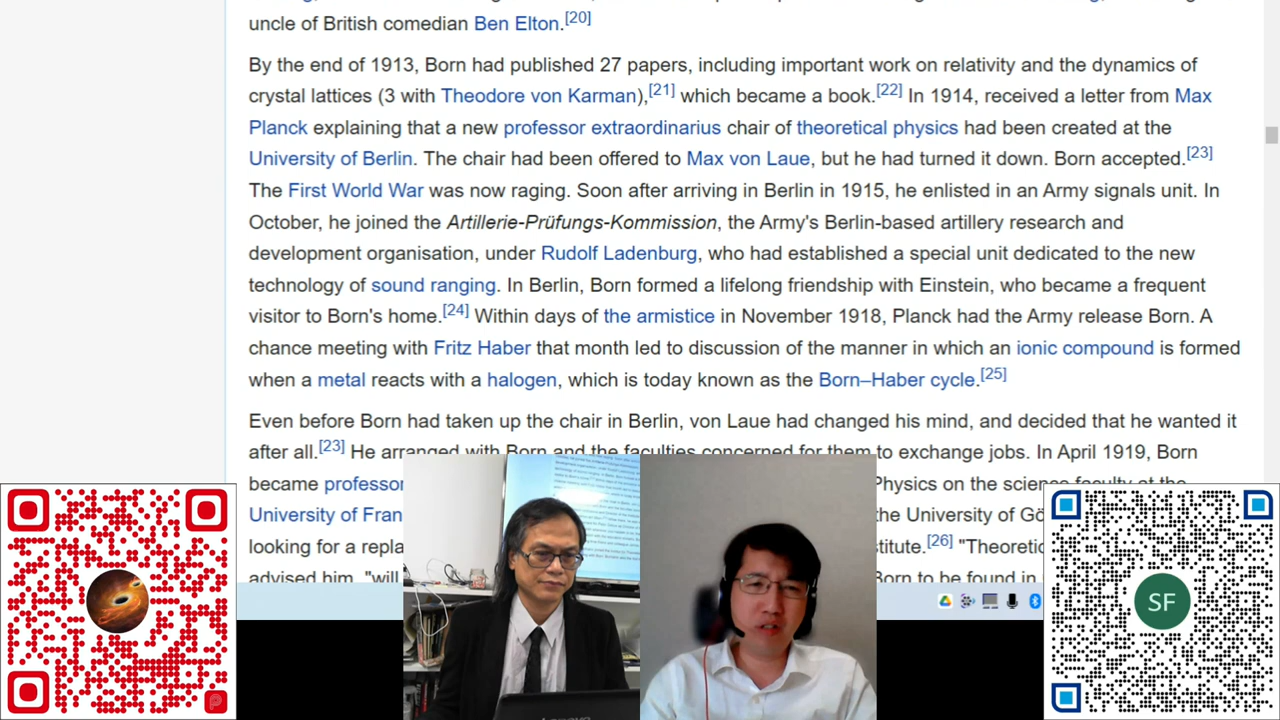 uncle of British comedian Ben Elton.[20]
By the end of 1913, Born had published 27 papers, including important work on relativity and the dynamics of
crystal lattices (3 with Theodore von Karman),[21] which became a book.[22] In 1914, received a letter from Max
Planck explaining that a new professor extraordinarius chair of theoretical physics had been created at the
University of Berlin. The chair had been offered to Max von Laue, but he had turned it down. Born accepted.[23]
The First World War was now raging. Soon after arriving in Berlin in 1915, he enlisted in an Army signals unit. In
October, he joined the Artillerie-Prüfungs-Kommission, the Army's Berlin-based artillery research and
development organisation, under Rudolf Ladenburg, who had established a special unit dedicated to the new
technology of sound ranging. In Berlin, Born formed a lifelong friendship with Einstein, who became a frequent
visitor to Born's home.[24] Within days of the armistice in November 1918, Planck had the Army release Born. A
chance meeting with Fritz Haber that month led to discussion of the manner in which an ionic compound is formed
when a metal reacts with a halogen, which is today known as the Born–Haber cycle.[25]
Even before Born had taken up the chair in Berlin, von Laue had changed his mind, and decided that he wanted it
after all.[23] He arranged with Born and the faculties concerned for them to exchange jobs. In April 1919, Born
became professor Physics on the science faculty at the
University of Fran the University of Gö
looking for a repla titute.[26] "Theoreti
advised him, "will Born to be found in
SF